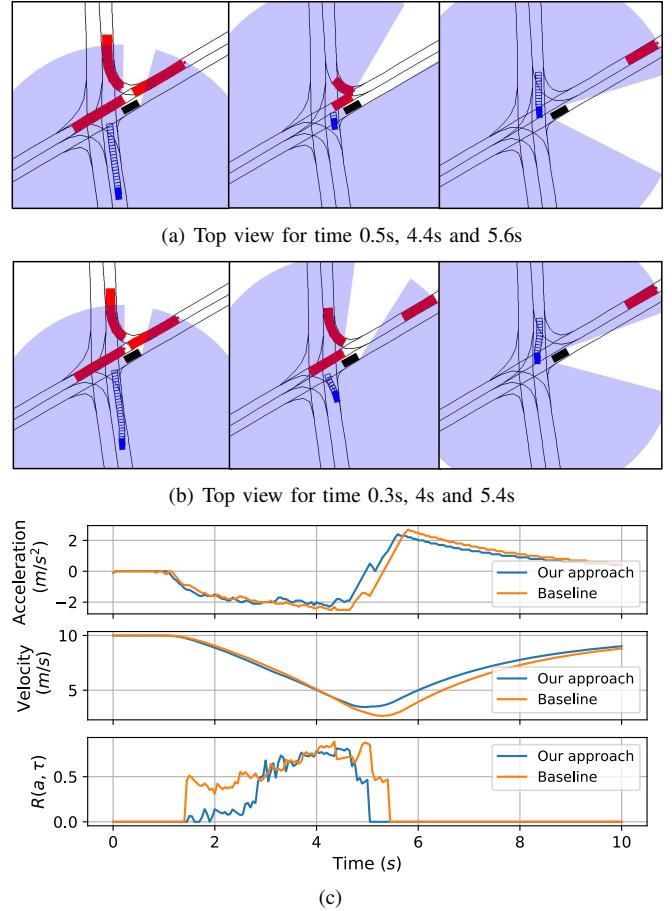 (a) Top view for time 0.5s, 4.4s and 5.6s
(b) Top view for time 0.3s, 4s and 5.4s
Acceleration
(m/s²)
2
0
−2
Our approach
Baseline
Velocity
(m/s)
10
5
Our approach
Baseline
R(a, τ)
0.5
0.0
Our approach
Baseline
0
2
4
6
8
10
Time (s)
(c)